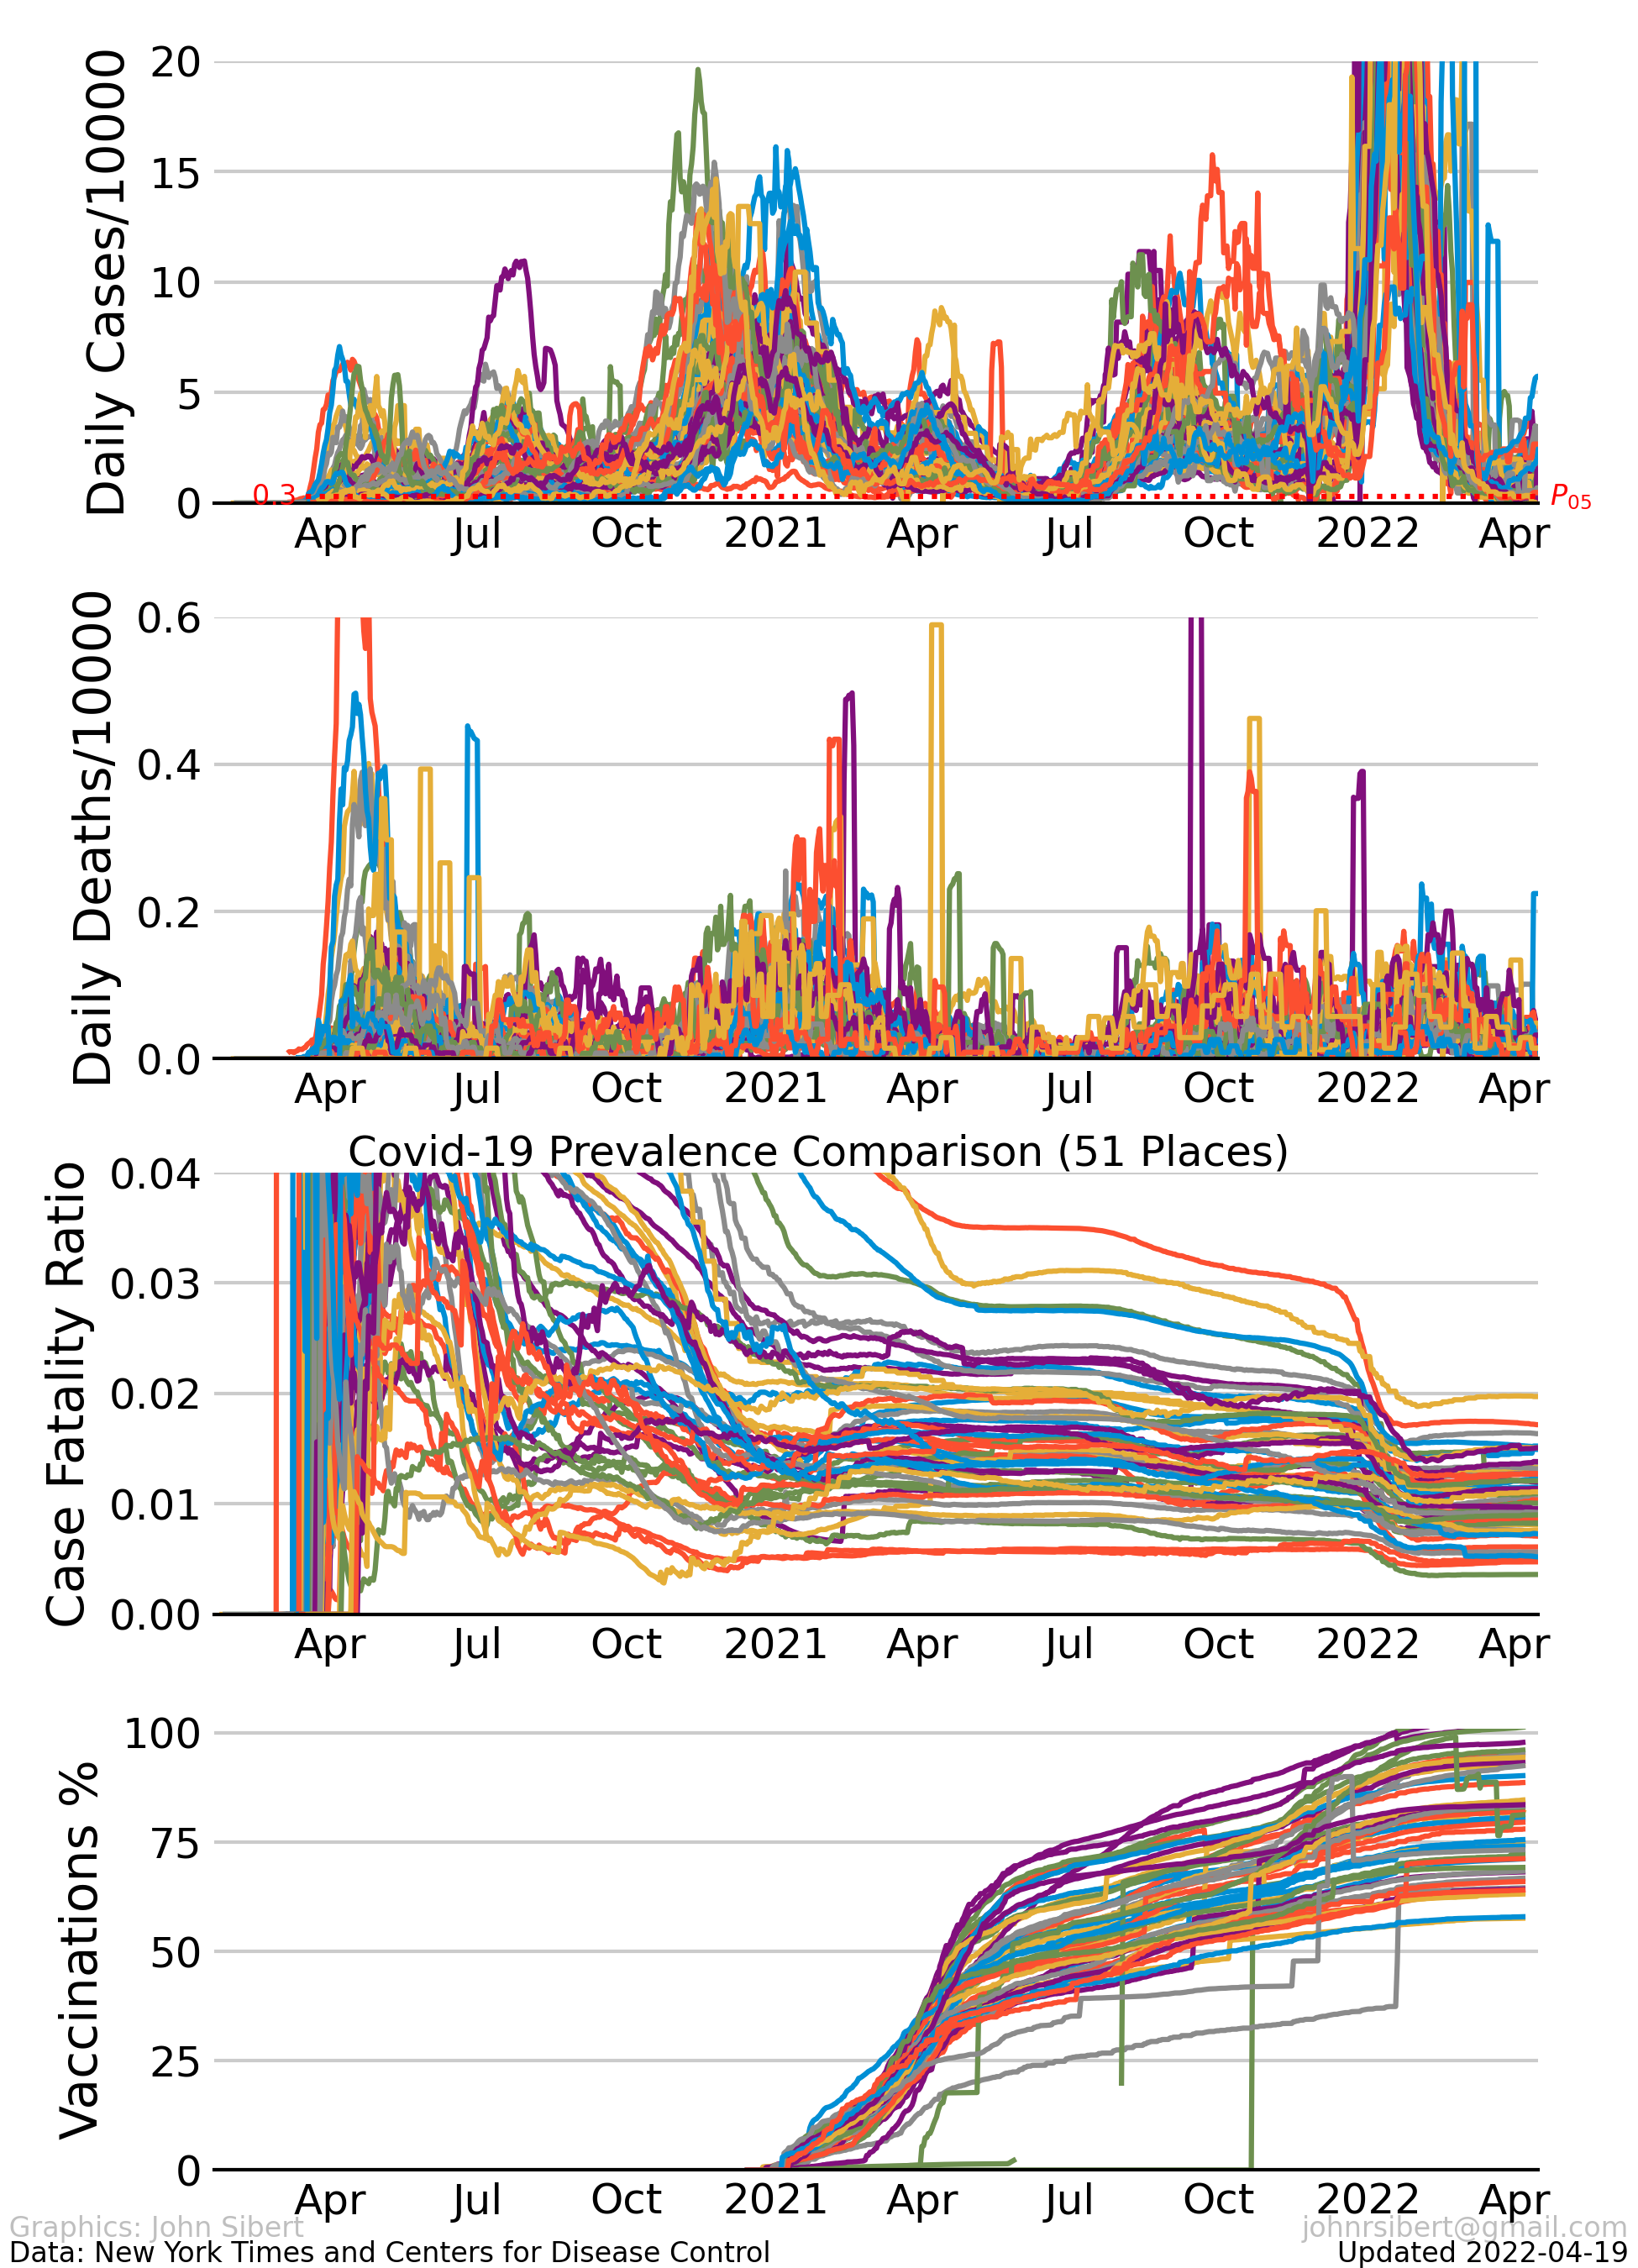 20
15
10
5
0
Daily Cases/10000
0.3
P05
Apr Jul Oct 2021 Apr Jul Oct 2022 Apr
0.6
0.4
0.2
0.0
Daily Deaths/10000
Apr Jul Oct 2021 Apr Jul Oct 2022 Apr
Covid-19 Prevalence Comparison (51 Places)
0.04
0.03
0.02
0.01
0.00
Case Fatality Ratio
Apr Jul Oct 2021 Apr Jul Oct 2022 Apr
100
75
50
25
0
Vaccinations %
Apr Jul Oct 2021 Apr Jul Oct 2022 Apr
Graphics: John Sibert johnrsibert@gmail.com
Data: New York Times and Centers for Disease Control Updated 2022-04-19